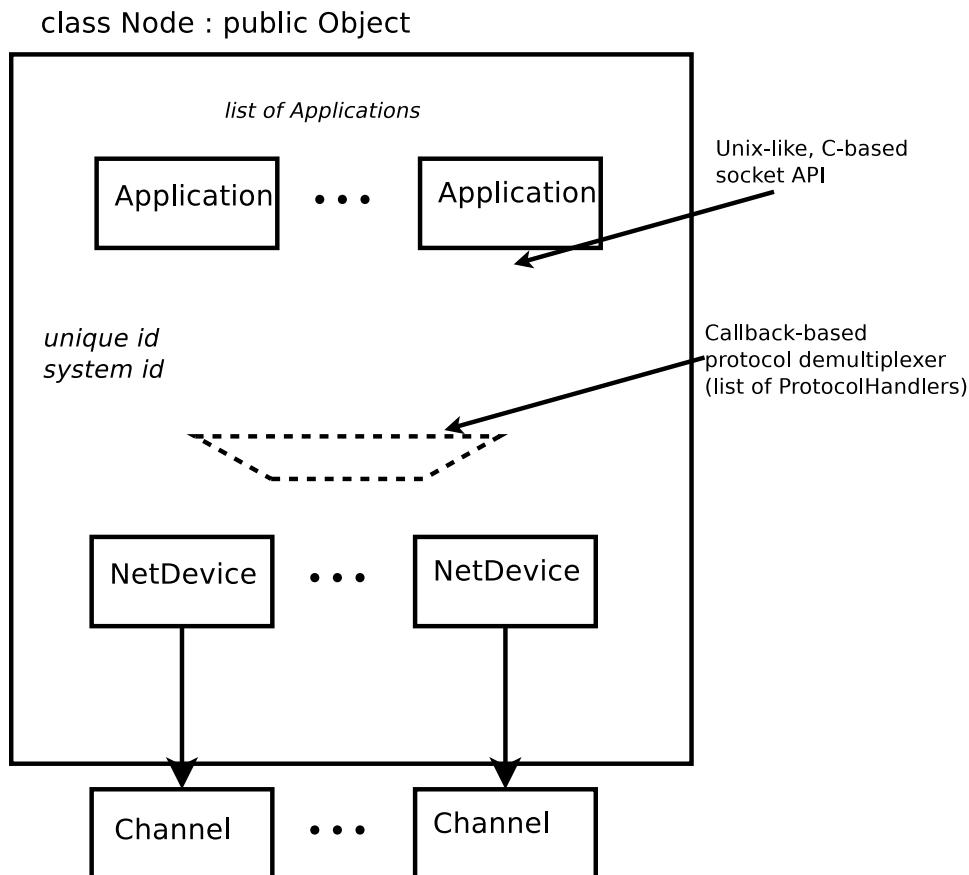 class Node : public Object
list of Applications
Application
Application
Unix-like, C-based
socket API
unique id
system id
Callback-based
protocol demultiplexer
(list of ProtocolHandlers)
NetDevice
NetDevice
Channel
Channel